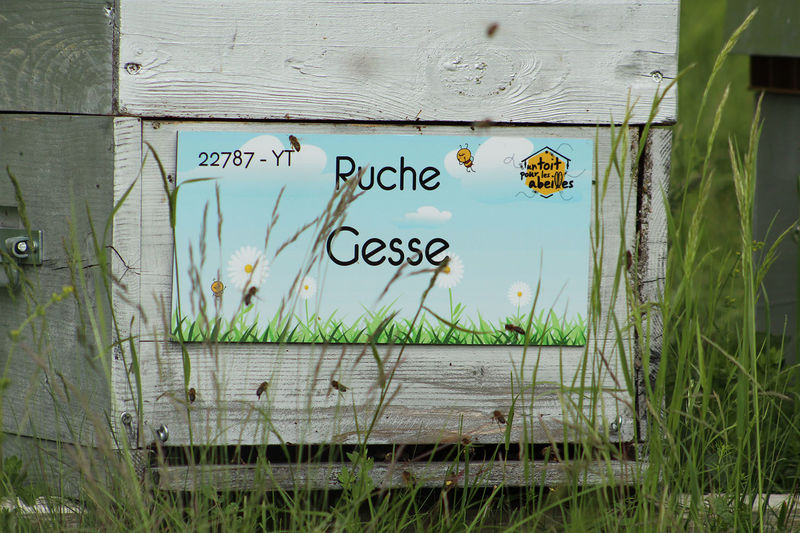 22787 - YT
Ruche
Gesse
un toit
pour les
abeilles